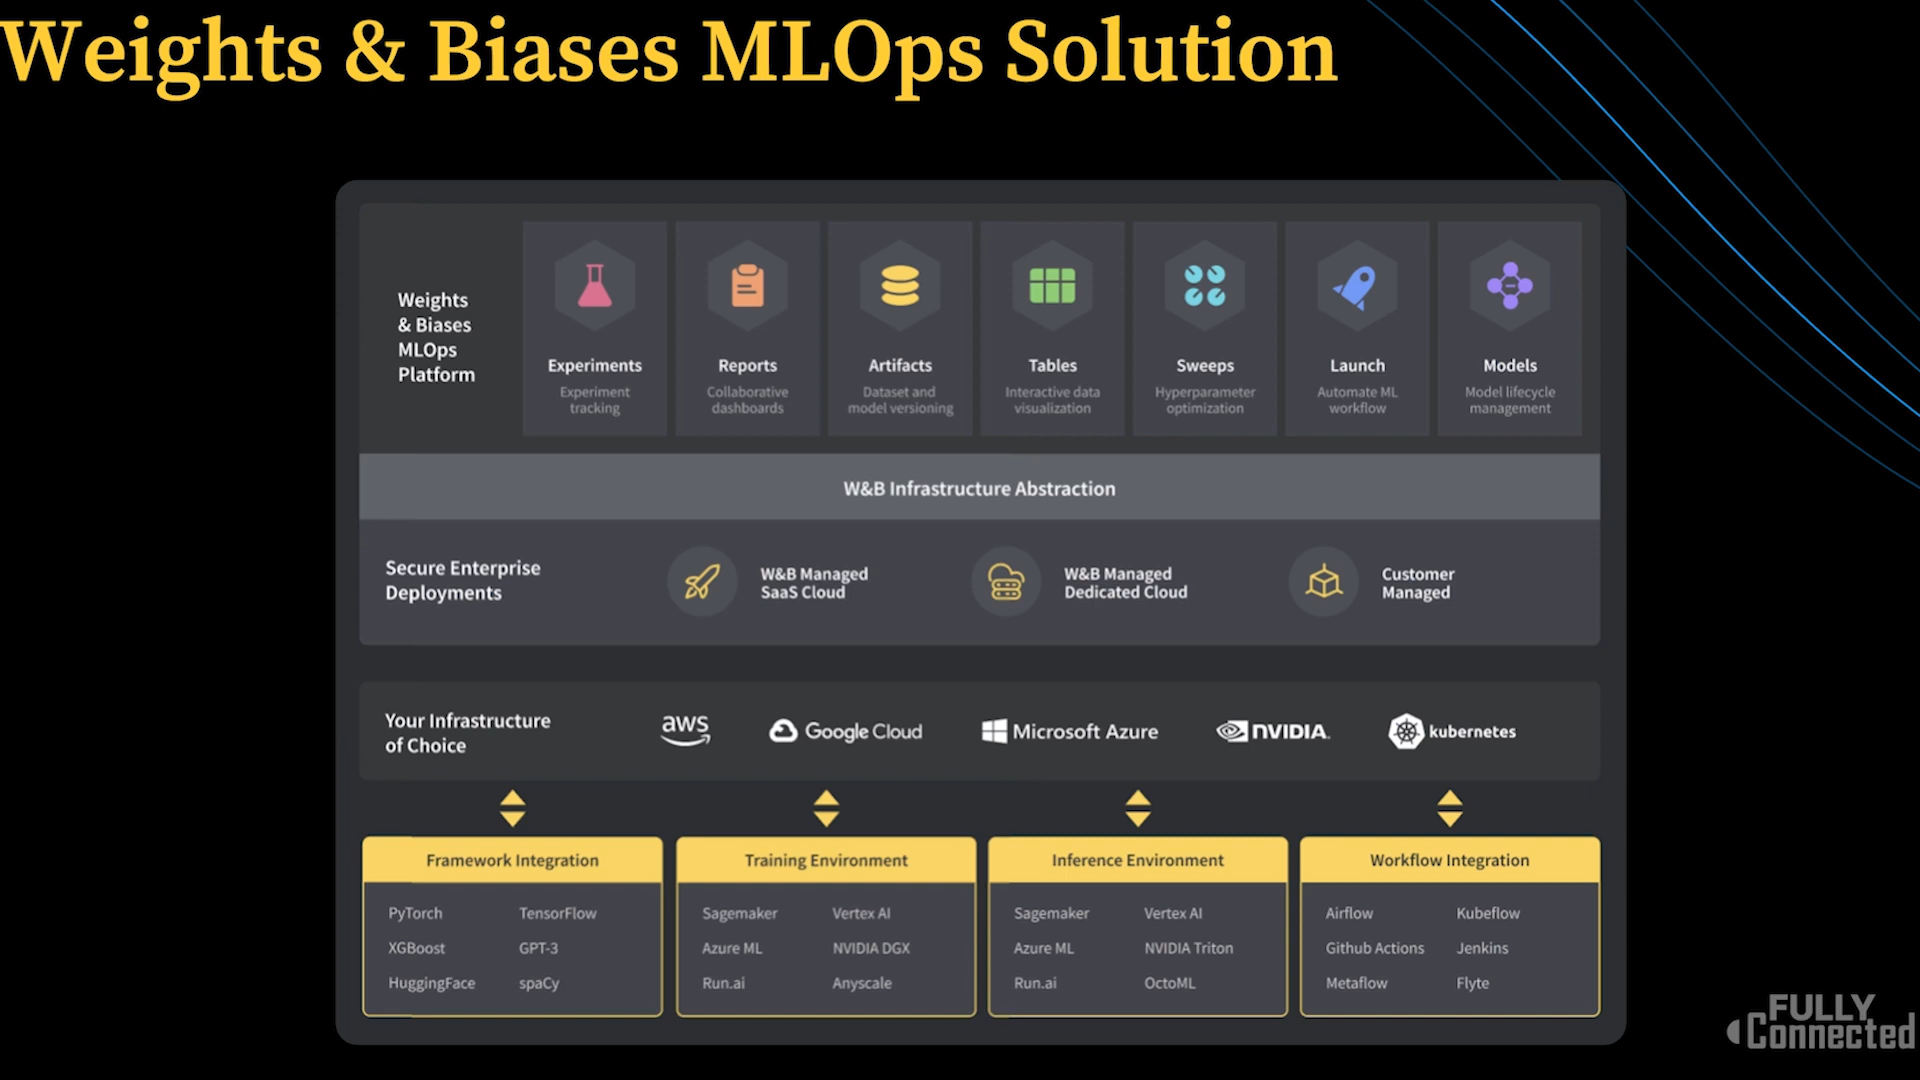 Weights & Biases MLOps Solution
Weights
& Biases
MLOps
Platform
Experiments
Experiment
tracking
Reports
Collaborative
dashboards
Artifacts
Dataset and
model versioning
Tables
Interactive data
visualization
Sweeps
Hyperparameter
optimization
Launch
Automate ML
workflow
Models
Model lifecycle
management
W&B Infrastructure Abstraction
Secure Enterprise
Deployments
W&B Managed
SaaS Cloud
W&B Managed
Dedicated Cloud
Customer
Managed
Your Infrastructure
of Choice
aws
Google Cloud
Microsoft Azure
NVIDIA.
kubernetes
Framework Integration
PyTorch TensorFlow
XGBoost GPT-3
HuggingFace spaCy
Training Environment
Sagemaker Vertex AI
Azure ML NVIDIA DGX
Run.ai Anyscale
Inference Environment
Sagemaker Vertex AI
Azure ML NVIDIA Triton
Run.ai OctoML
Workflow Integration
Airflow Kubeflow
Github Actions Jenkins
Metaflow Flyte
FULLY
Connected